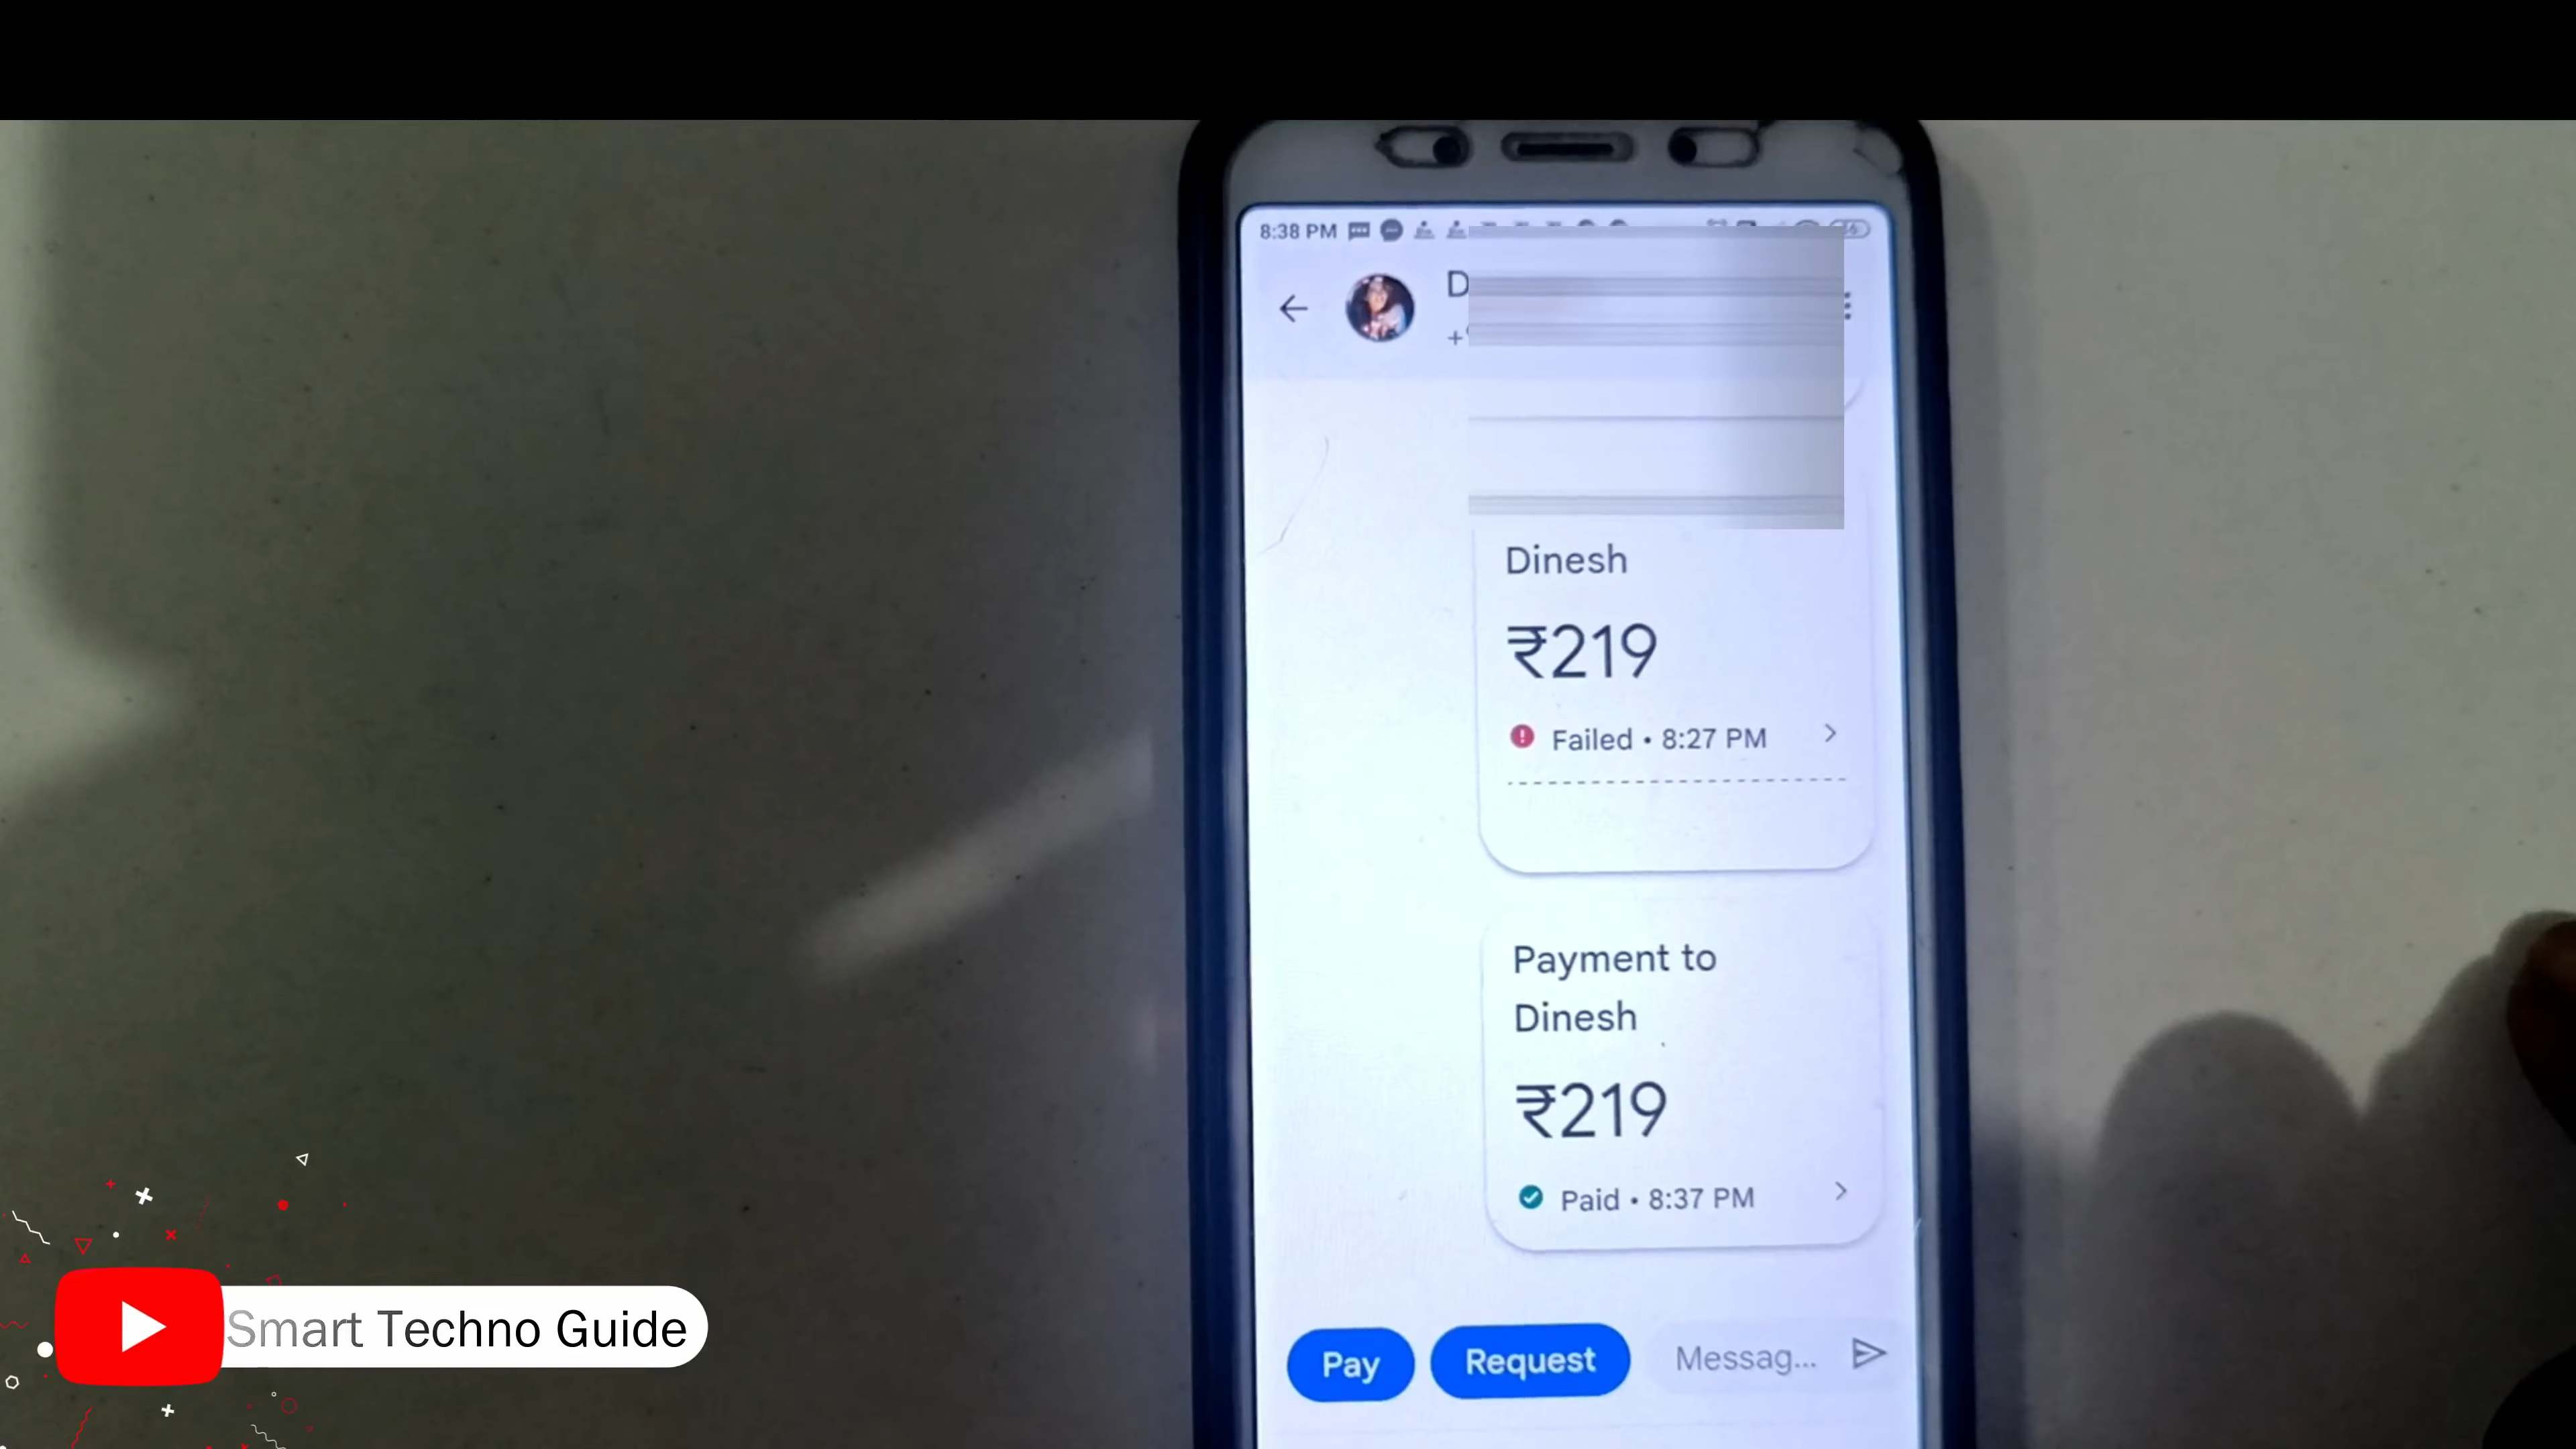 8:38 PM
D
Dinesh
₹219
Failed • 8:27 PM
Payment to
Dinesh
₹219
Paid • 8:37 PM
Pay
Request
Messag...
Smart Techno Guide